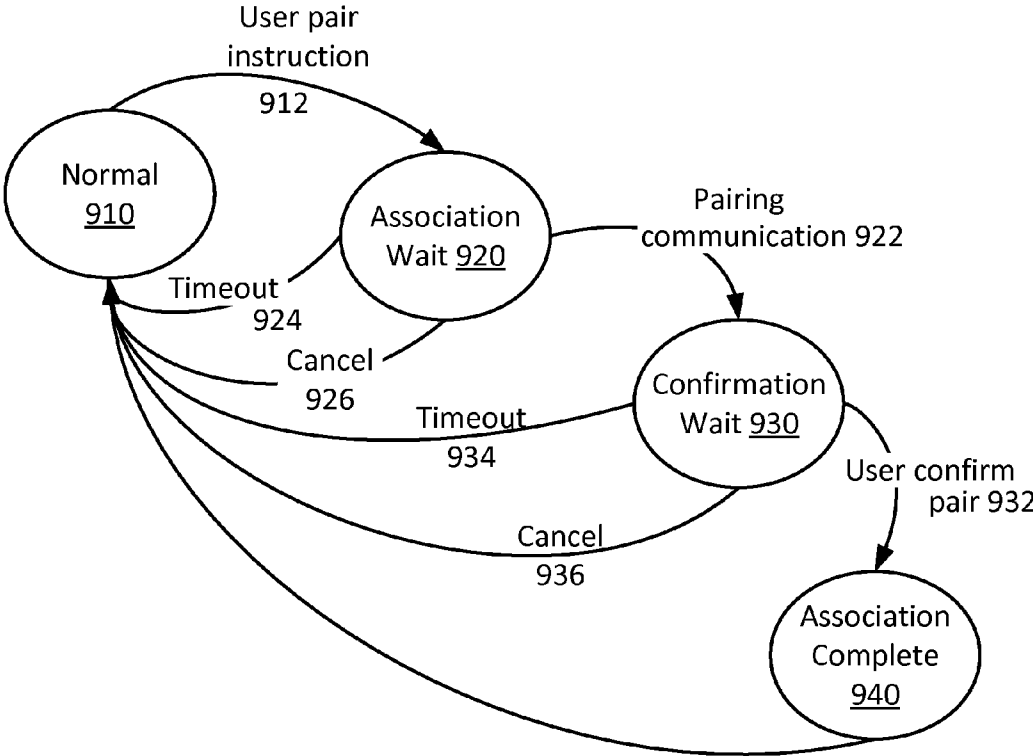 User pair
instruction
912
Normal
910
Association
Wait 920
Pairing
communication 922
Timeout
924
Cancel
926
Confirmation
Wait 930
Timeout
934
User confirm
pair 932
Cancel
936
Association
Complete
940